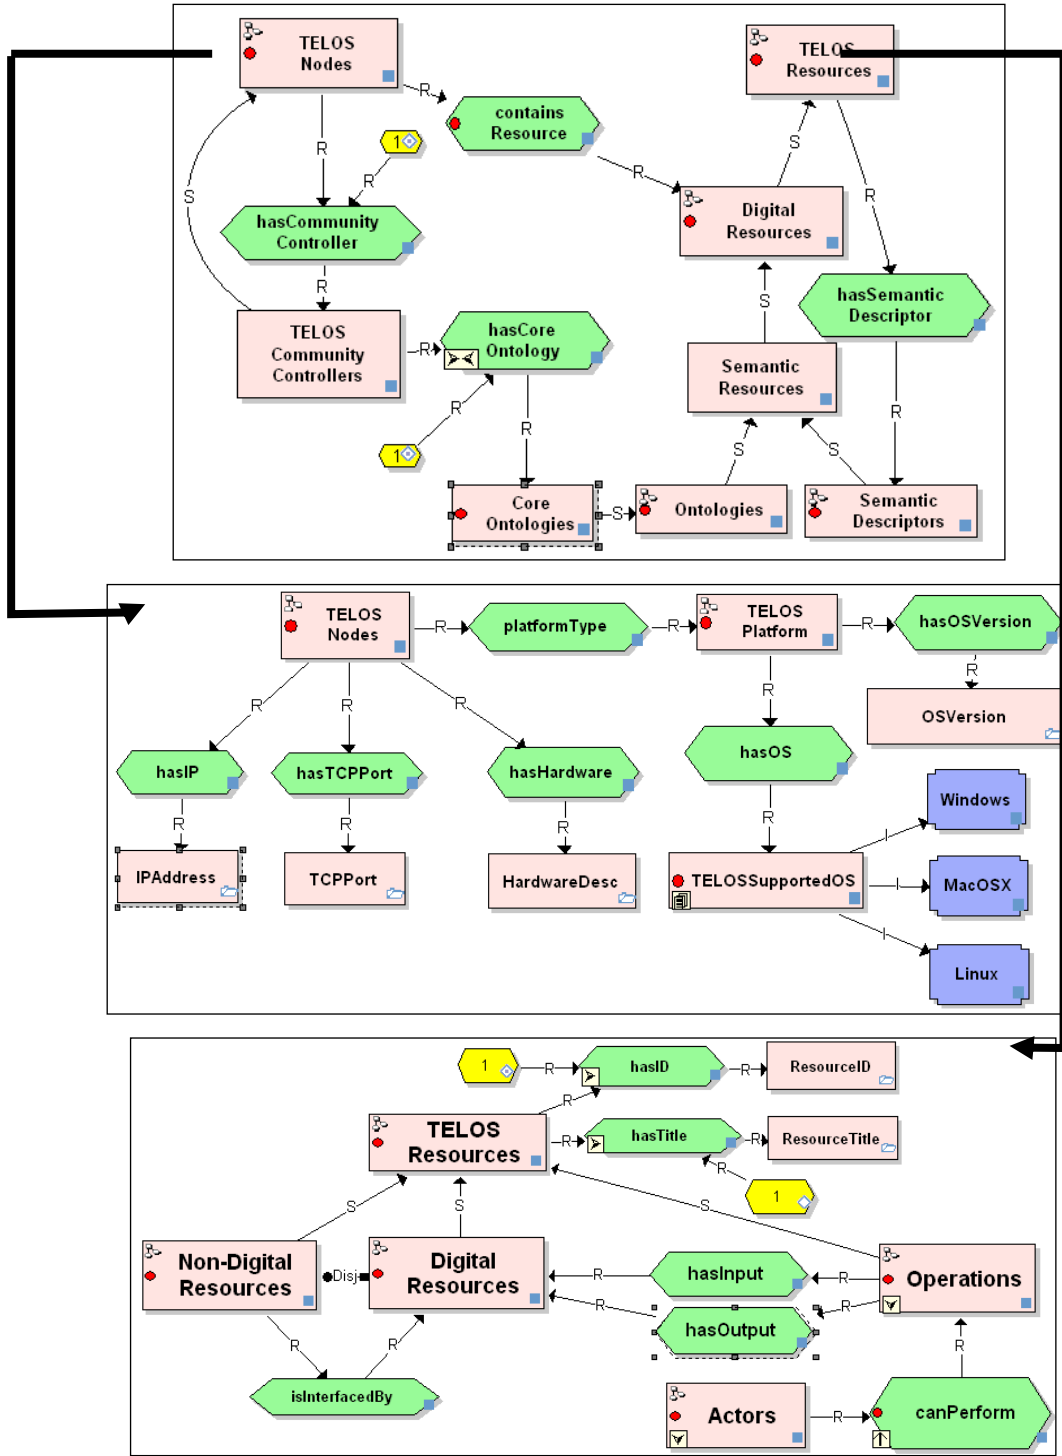 TELOS
Nodes
TELOS
Resources
R
contains
Resource
1
S
R
R
R
S
Digital
Resources
R
hasCommunity
Controller
R
S
hasSemantic
Descriptor
TELOS
Community
Controllers
R
hasCore
Ontology
Semantic
Resources
R
R
R
1
S
S
Core
Ontologies
S
Ontologies
Semantic
Descriptors
TELOS
Nodes
R
platformType
R
TELOS
Platform
R
hasOSVersion
R
R
R
R
R
OSVersion
hasIP
hasTCPPort
hasHardware
hasOS
Windows
R
R
R
R
I
IPAddress
TCPPort
HardwareDesc
TELOSSupportedOS
I
MacOSX
I
Linux
1
R
hasID
R
ResourceID
R
TELOS
Resources
R
hasTitle
R
ResourceTitle
R
1
S
S
S
Non-Digital
Resources
Disj
Digital
Resources
R
hasInput
R
Operations
R
hasOutput
R
R
R
R
isInterfacedBy
Actors
R
canPerform